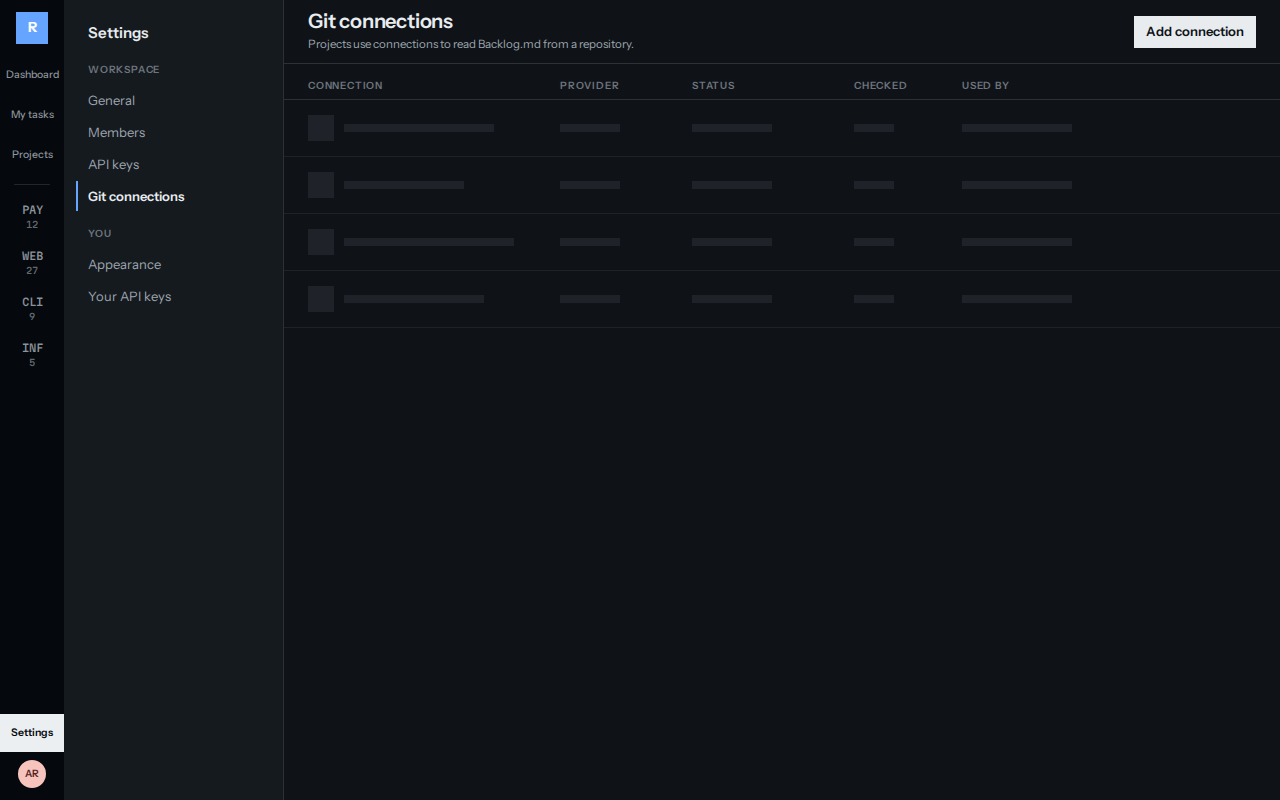 R
Dashboard
My tasks
Projects
PAY
12
WEB
27
CLI
9
INF
5
Settings
AR
Settings
WORKSPACE
General
Members
API keys
Git connections
YOU
Appearance
Your API keys
Git connections
Projects use connections to read Backlog.md from a repository.
Add connection
CONNECTION PROVIDER STATUS CHECKED USED BY